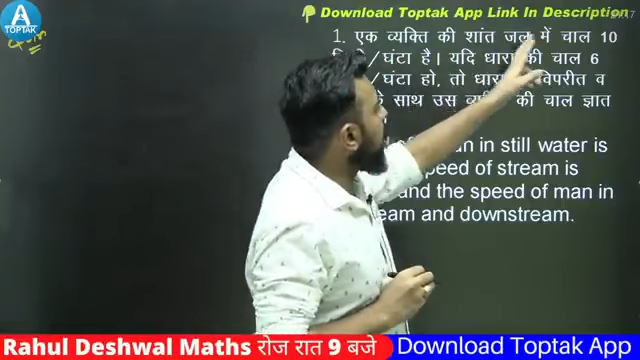 A
TOPTAK
Download Toptak App Link In Description
1. एक व्यक्ति की शांत जल में चाल 10
/घंटा है। यदि धारा की चाल 6
/घंटा हो, तो विपरीत व
साथ उस की चाल ज्ञात
in still water is
speed of stream is
and the speed of man in
and downstream.
Rahul Deshwal Maths रोज रात 9 बजे
Download Toptak App